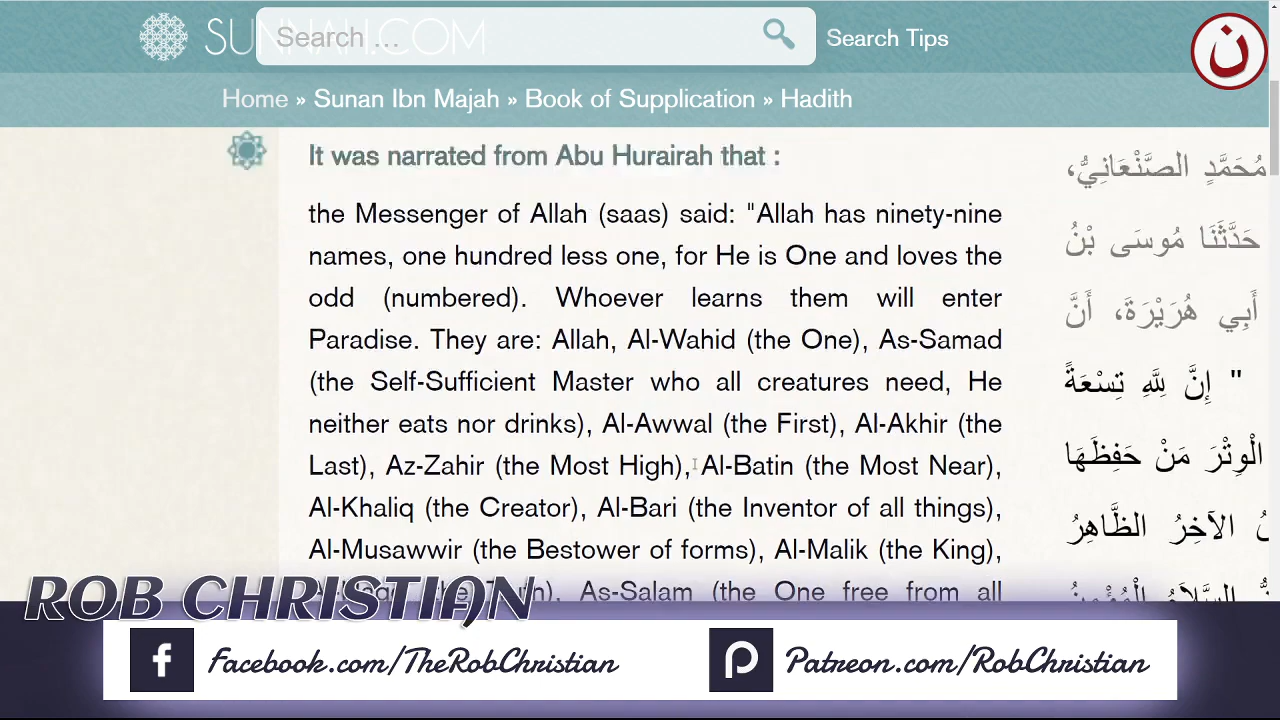 SUNNAH.COM
Search ...
Search Tips
ن
Home » Sunan Ibn Majah » Book of Supplication » Hadith
It was narrated from Abu Hurairah that :
the Messenger of Allah (saas) said: "Allah has ninety-nine
names, one hundred less one, for He is One and loves the
odd (numbered). Whoever learns them will enter
Paradise. They are: Allah, Al-Wahid (the One), As-Samad
(the Self-Sufficient Master who all creatures need, He
neither eats nor drinks), Al-Awwal (the First), Al-Akhir (the
Last), Az-Zahir (the Most High), Al-Batin (the Most Near),
Al-Khaliq (the Creator), Al-Bari (the Inventor of all things),
Al-Musawwir (the Bestower of forms), Al-Malik (the King),
As-Salam (the One free from all
مُحَمَّدٍ الصَّنْعَانِيُّ،
حَدَّثَنَا مُوسَى بْنُ
أَبِي هُرَيْرَةَ، أَنَّ
" إِنَّ لِلَّهِ تِسْعَةً
الْوِتْرَ مَنْ حَفِظَهَا
الآخِرُ الظَّاهِرُ
السَّلاَمُ الْمُؤْمِنُ
ROB CHRISTIAN
Facebook.com/TheRobChristian
Patreon.com/RobChristian